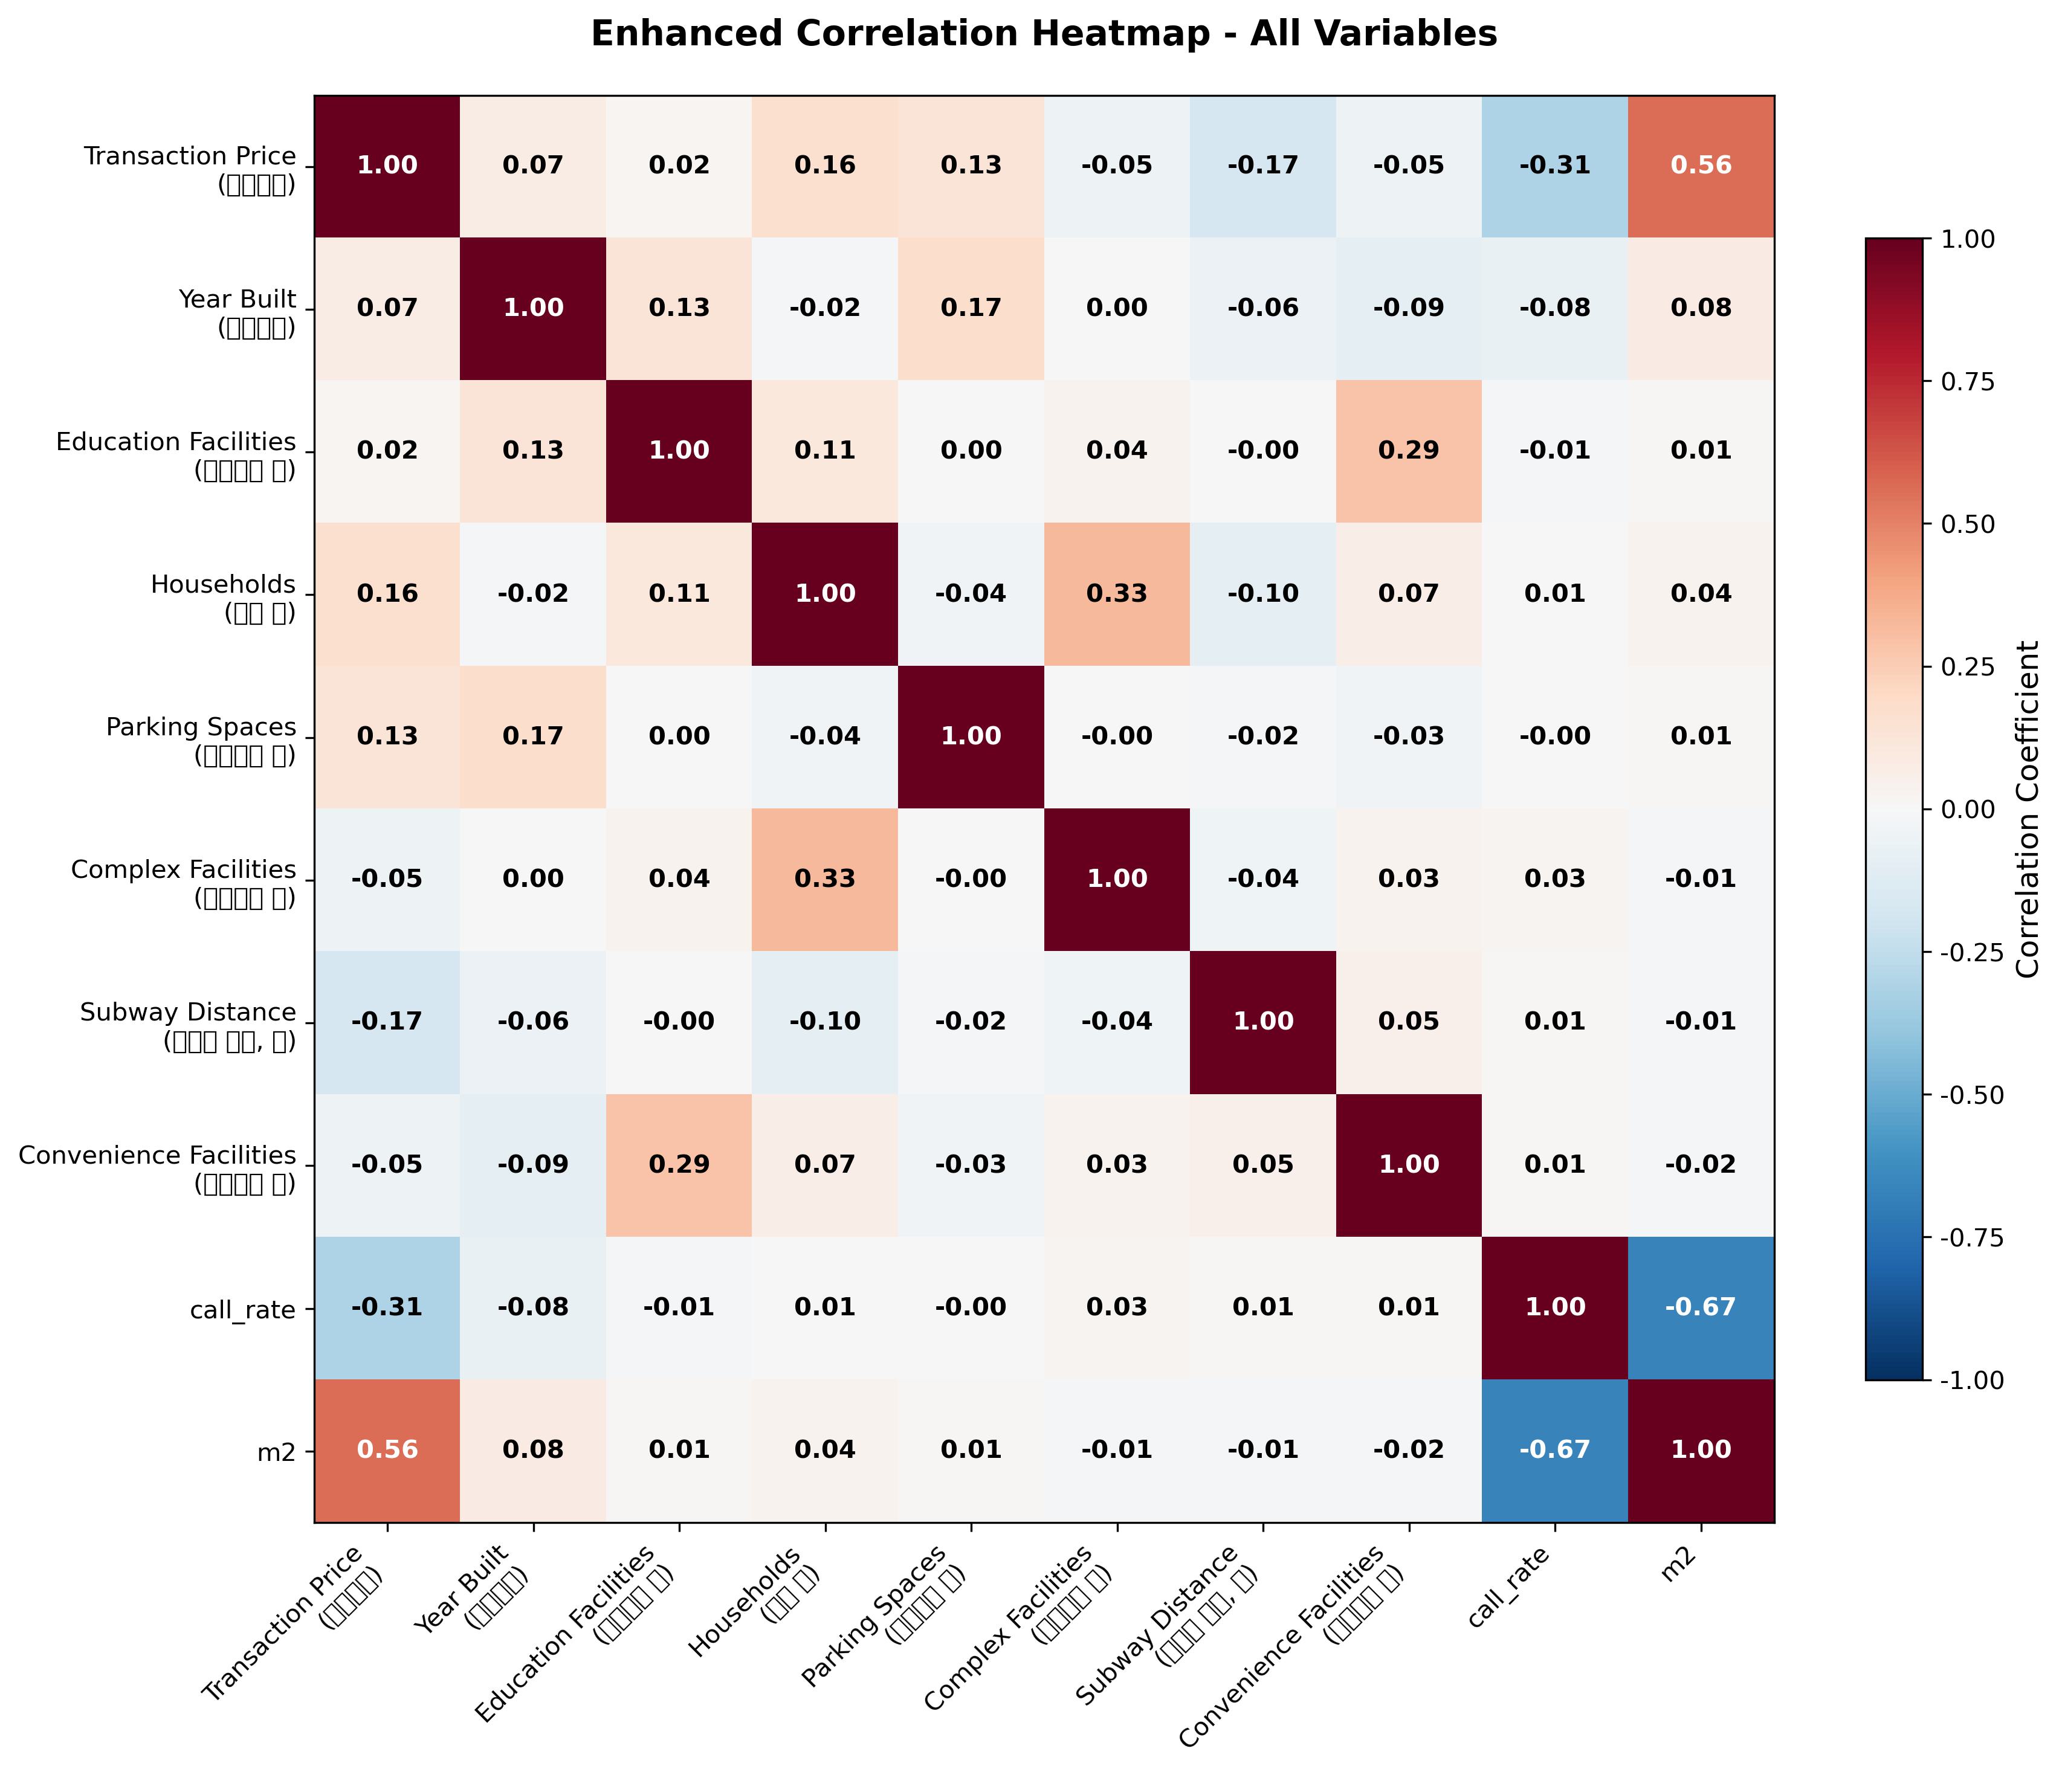 Enhanced Correlation Heatmap - All Variables
Transaction Price
(□□□□)
1.00 0.07 0.02 0.16 0.13 -0.05 -0.17 -0.05 -0.31 0.56
Year Built
(□□□□)
0.07 1.00 0.13 -0.02 0.17 0.00 -0.06 -0.09 -0.08 0.08
Education Facilities
(□□□□ □)
0.02 0.13 1.00 0.11 0.00 0.04 -0.00 0.29 -0.01 0.01
Households
(□□ □)
0.16 -0.02 0.11 1.00 -0.04 0.33 -0.10 0.07 0.01 0.04
Parking Spaces
(□□□□ □)
0.13 0.17 0.00 -0.04 1.00 -0.00 -0.02 -0.03 -0.00 0.01
Complex Facilities
(□□□□ □)
-0.05 0.00 0.04 0.33 -0.00 1.00 -0.04 0.03 0.03 -0.01
Subway Distance
(□□□ □□, □)
-0.17 -0.06 -0.00 -0.10 -0.02 -0.04 1.00 0.05 0.01 -0.01
Convenience Facilities
(□□□□ □)
-0.05 -0.09 0.29 0.07 -0.03 0.03 0.05 1.00 0.01 -0.02
call_rate
-0.31 -0.08 -0.01 0.01 -0.00 0.03 0.01 0.01 1.00 -0.67
m2
0.56 0.08 0.01 0.04 0.01 -0.01 -0.01 -0.02 -0.67 1.00
Transaction Price
(□□□□)
Year Built
(□□□□)
Education Facilities
(□□□□ □)
Households
(□□ □)
Parking Spaces
(□□□□ □)
Complex Facilities
(□□□□ □)
Subway Distance
(□□□ □□, □)
Convenience Facilities
(□□□□ □)
call_rate
m2
1.00
0.75
0.50
0.25
0.00
-0.25
-0.50
-0.75
-1.00
Correlation Coefficient